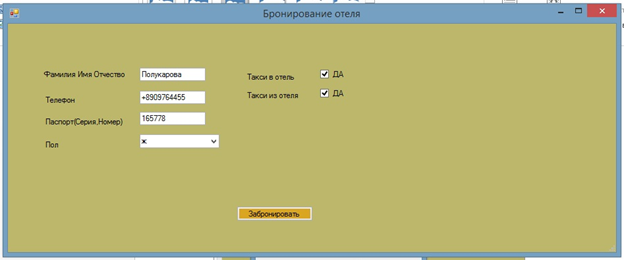 Бронирование отеля
Фамилия Имя Отчество Полукарова
Телефон +8909764455
Паспорт(Серия,Номер) 165778
Пол ж
Такси в отель ДА
Такси из отеля ДА
Забронировать